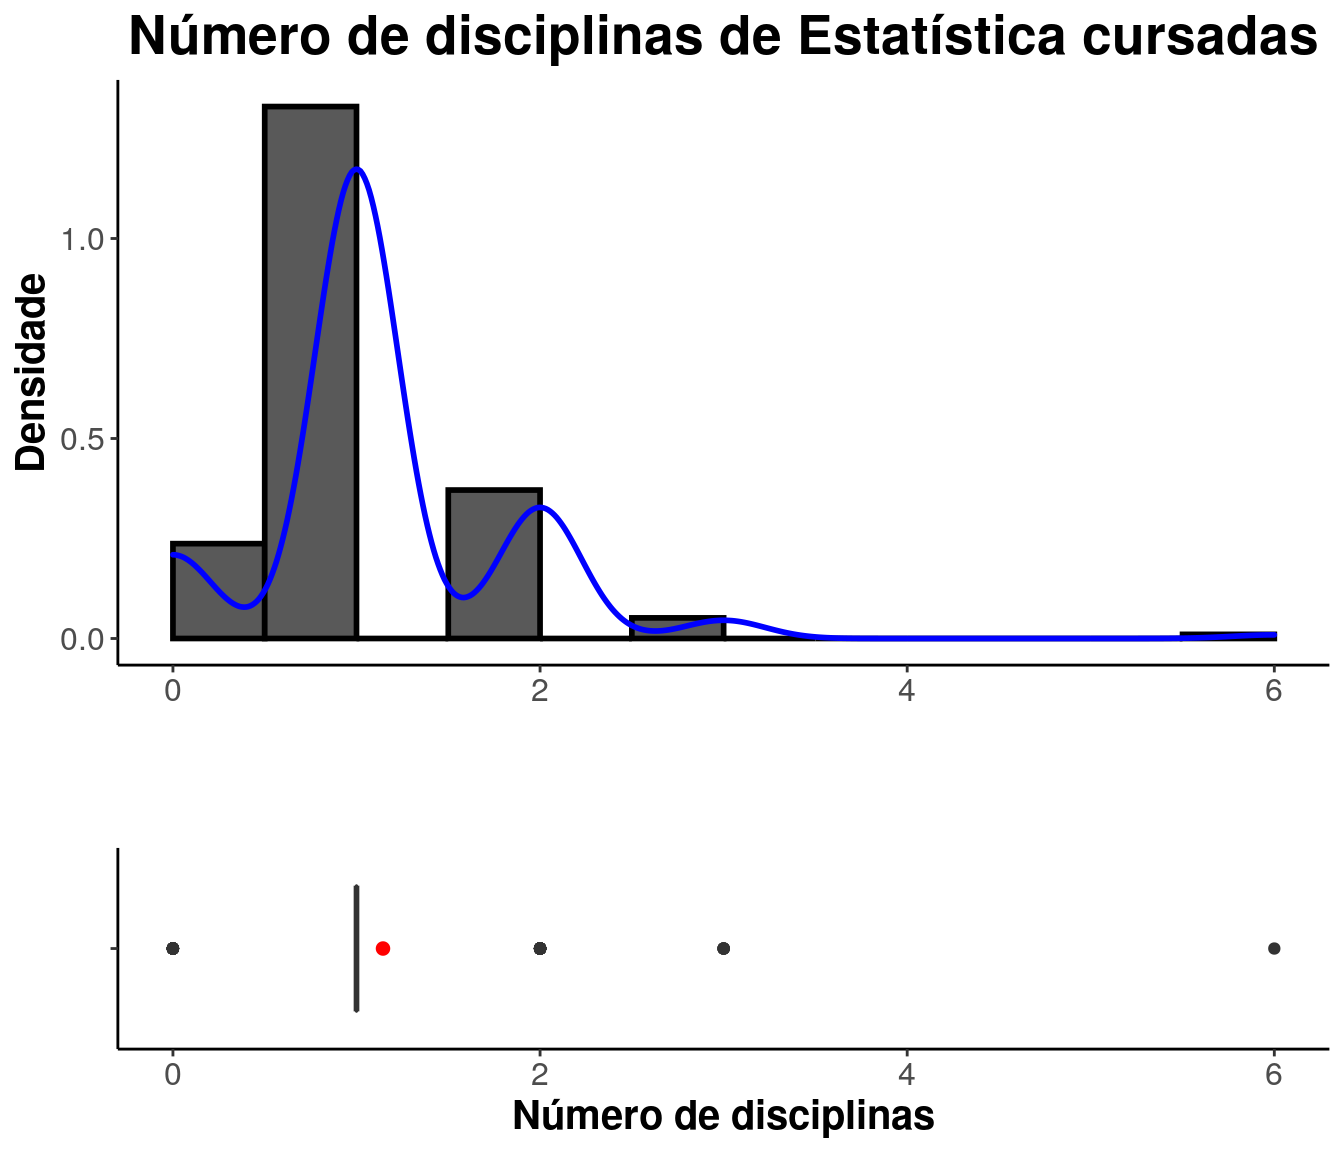 Número de disciplinas de Estatística cursadas
Densidade
1.0
0.5
0.0
0 2 4 6
0 2 4 6
Número de disciplinas